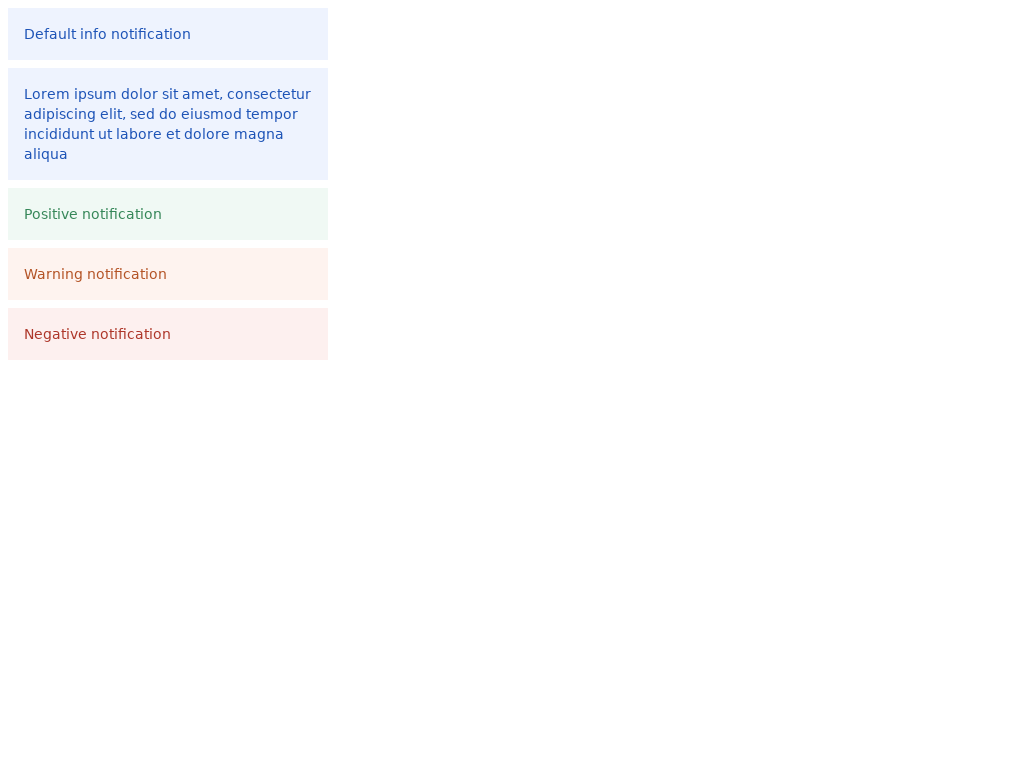 Default info notification
Lorem ipsum dolor sit amet, consectetur
adipiscing elit, sed do eiusmod tempor
incididunt ut labore et dolore magna
aliqua
Positive notification
Warning notification
Negative notification